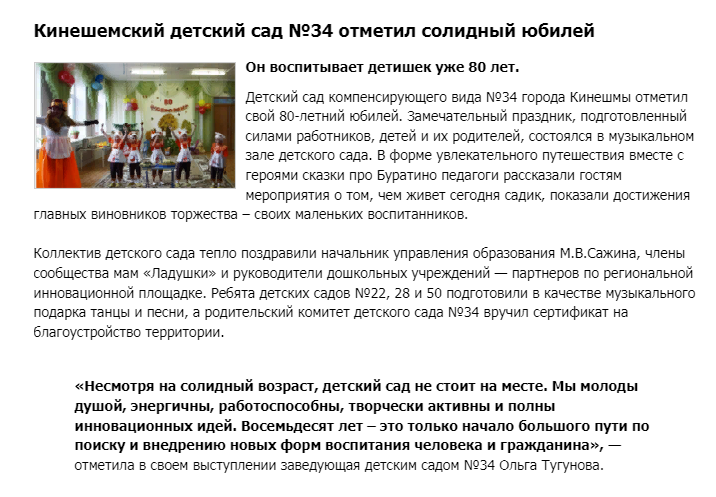 Кинешемский детский сад №34 отметил солидный юбилей
Он воспитывает детишек уже 80 лет.
Детский сад компенсирующего вида №34 города Кинешмы отметил
свой 80-летний юбилей. Замечательный праздник, подготовленный
силами работников, детей и их родителей, состоялся в музыкальном
зале детского сада. В форме увлекательного путешествия вместе с
героями сказки про Буратино педагоги рассказали гостям
мероприятия о том, чем живет сегодня садик, показали достижения
главных виновников торжества – своих маленьких воспитанников.
Коллектив детского сада тепло поздравили начальник управления образования М.В.Сажина, члены
сообщества мам «Ладушки» и руководители дошкольных учреждений — партнеров по региональной
инновационной площадке. Ребята детских садов №22, 28 и 50 подготовили в качестве музыкального
подарка танцы и песни, а родительский комитет детского сада №34 вручил сертификат на
благоустройство территории.
«Несмотря на солидный возраст, детский сад не стоит на месте. Мы молоды
душой, энергичны, работоспособны, творчески активны и полны
инновационных идей. Восемьдесят лет – это только начало большого пути по
поиску и внедрению новых форм воспитания человека и гражданина», —
отметила в своем выступлении заведующая детским садом №34 Ольга Тугунова.
80